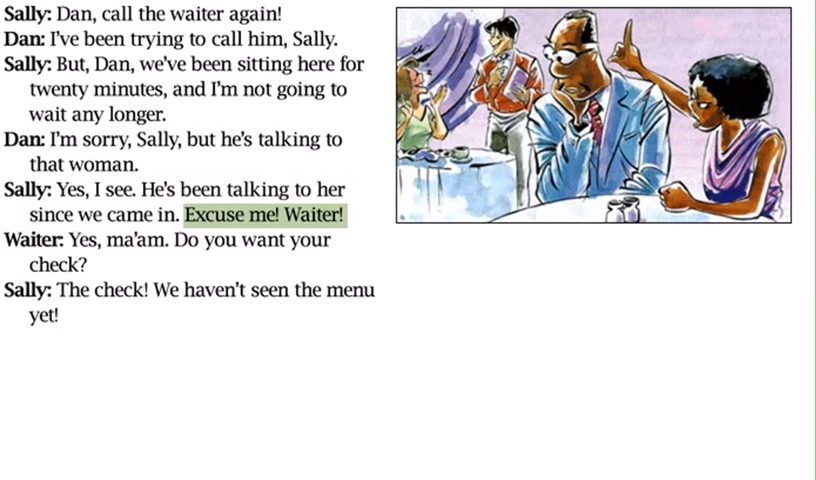 Sally: Dan, call the waiter again!
Dan: I've been trying to call him, Sally.
Sally: But, Dan, we've been sitting here for
twenty minutes, and I'm not going to
wait any longer.
Dan: I'm sorry, Sally, but he's talking to
that woman.
Sally: Yes, I see. He's been talking to her
since we came in. Excuse me! Waiter!
Waiter: Yes, ma'am. Do you want your
check?
Sally: The check! We haven't seen the menu
yet!